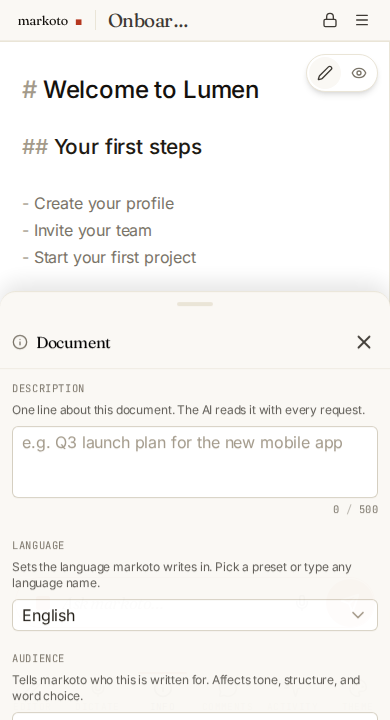 markoto
Onboar...
# Welcome to Lumen
## Your first steps
- Create your profile
- Invite your team
- Start your first project
Document
DESCRIPTION
One line about this document. The AI reads it with every request.
e.g. Q3 launch plan for the new mobile app
0 / 500
LANGUAGE
Sets the language markoto writes in. Pick a preset or type any
language name.
English
AUDIENCE
Tells markoto who this is written for. Affects tone, structure, and
word choice.